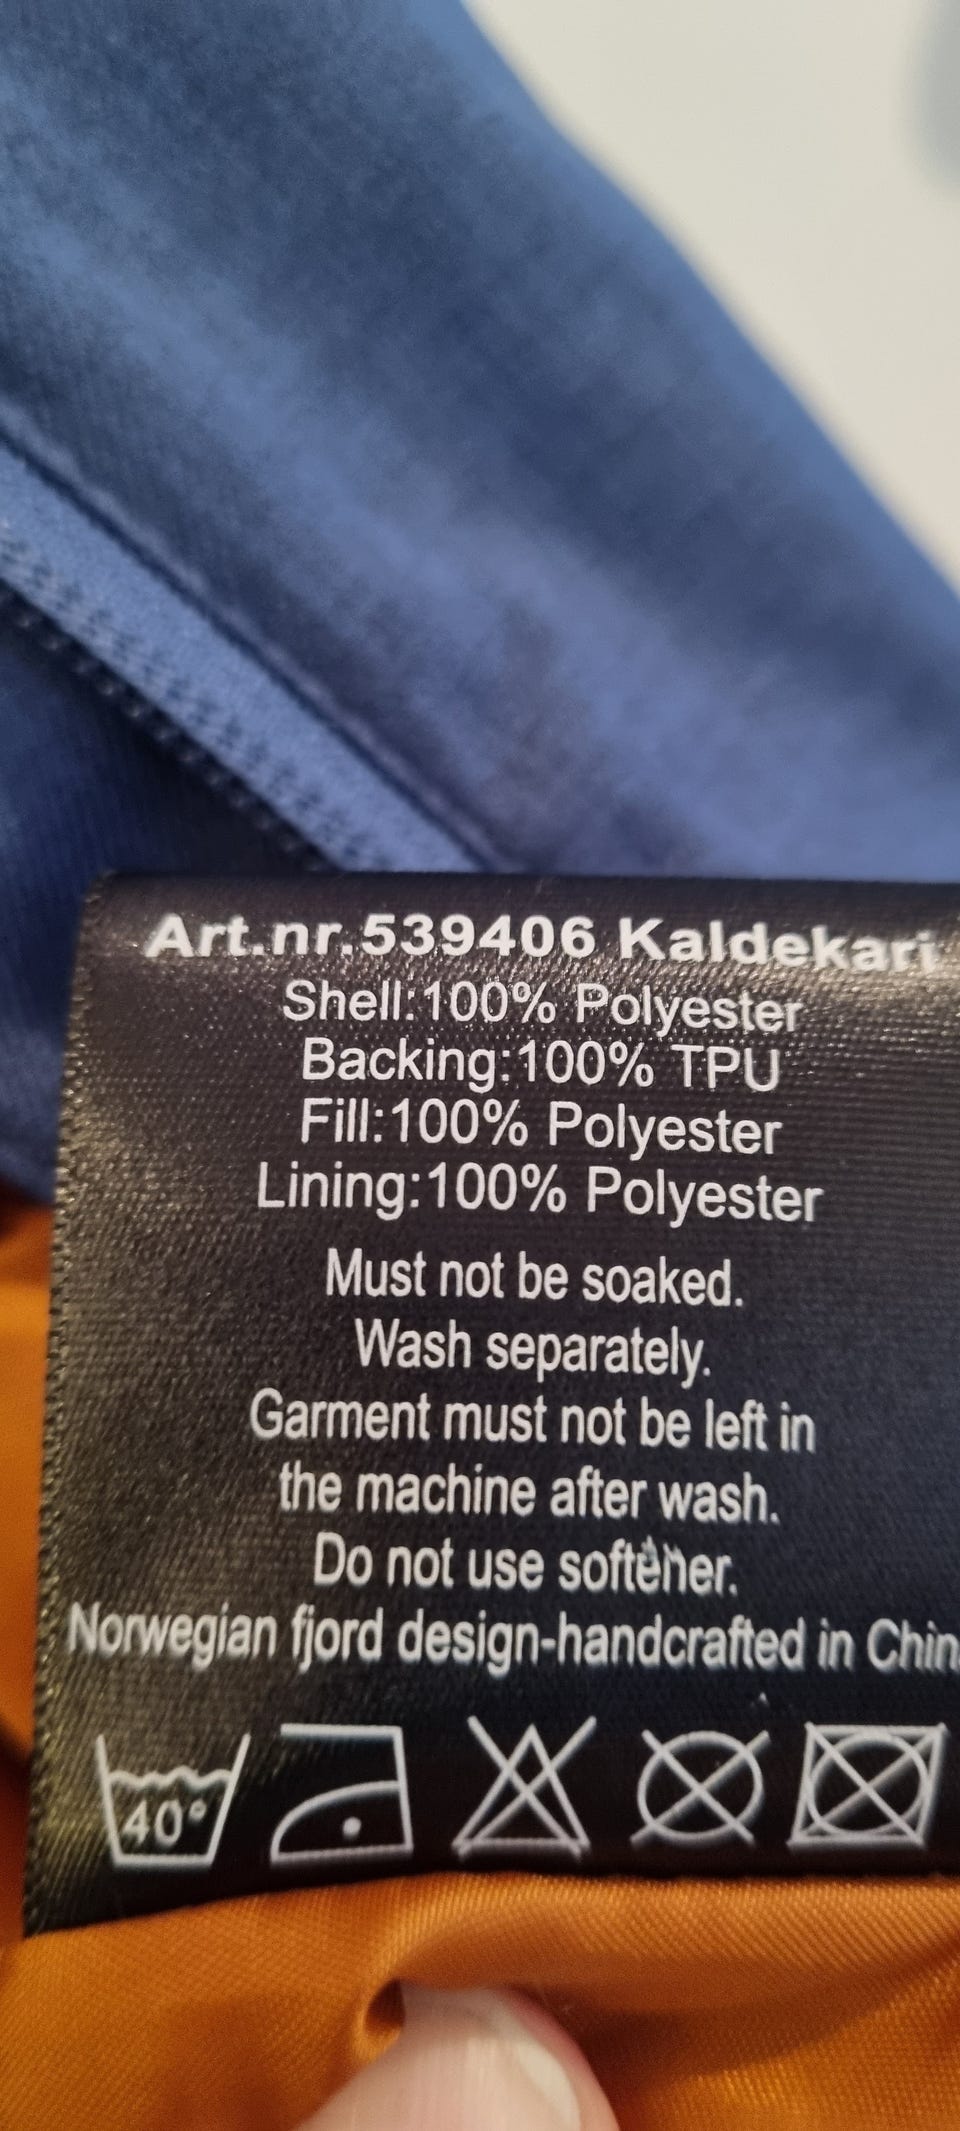 Art.nr.539406 Kaldekari
Shell:100% Polyester
Backing:100% TPU
Fill:100% Polyester
Lining:100% Polyester
Must not be soaked.
Wash separately.
Garment must not be left in
the machine after wash.
Do not use softener.
Norwegian fjord design-handcrafted in Chin
40°